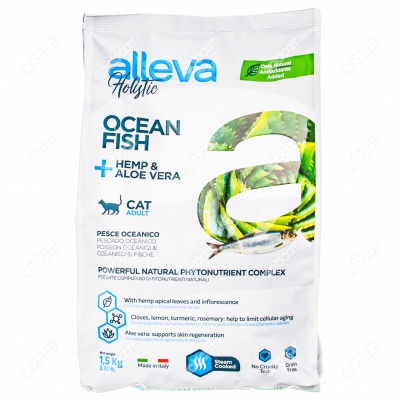 alleva
Holistic
Only Natural
Antioxidants
Added
OCEAN
FISH
+ HEMP &
ALOE VERA
CAT
ADULT
a
PESCE OCEANICO
PESCADO OCEÁNICO
POISSON OCÉANIQUE
OZEANISCHE FISCHE
POWERFUL NATURAL PHYTONUTRIENT COMPLEX
POTENTE COMPLESSO DI FITONUTRIENTI NATURALI
With hemp apical leaves and inflorescence
Cloves, lemon, turmeric, rosemary: help to limit cellular aging
Aloe vera: supports skin regeneration
Net weight
1.5 Kg
Made in Italy
Steam
Cooked
No Cruelty
Test
Grain
Free